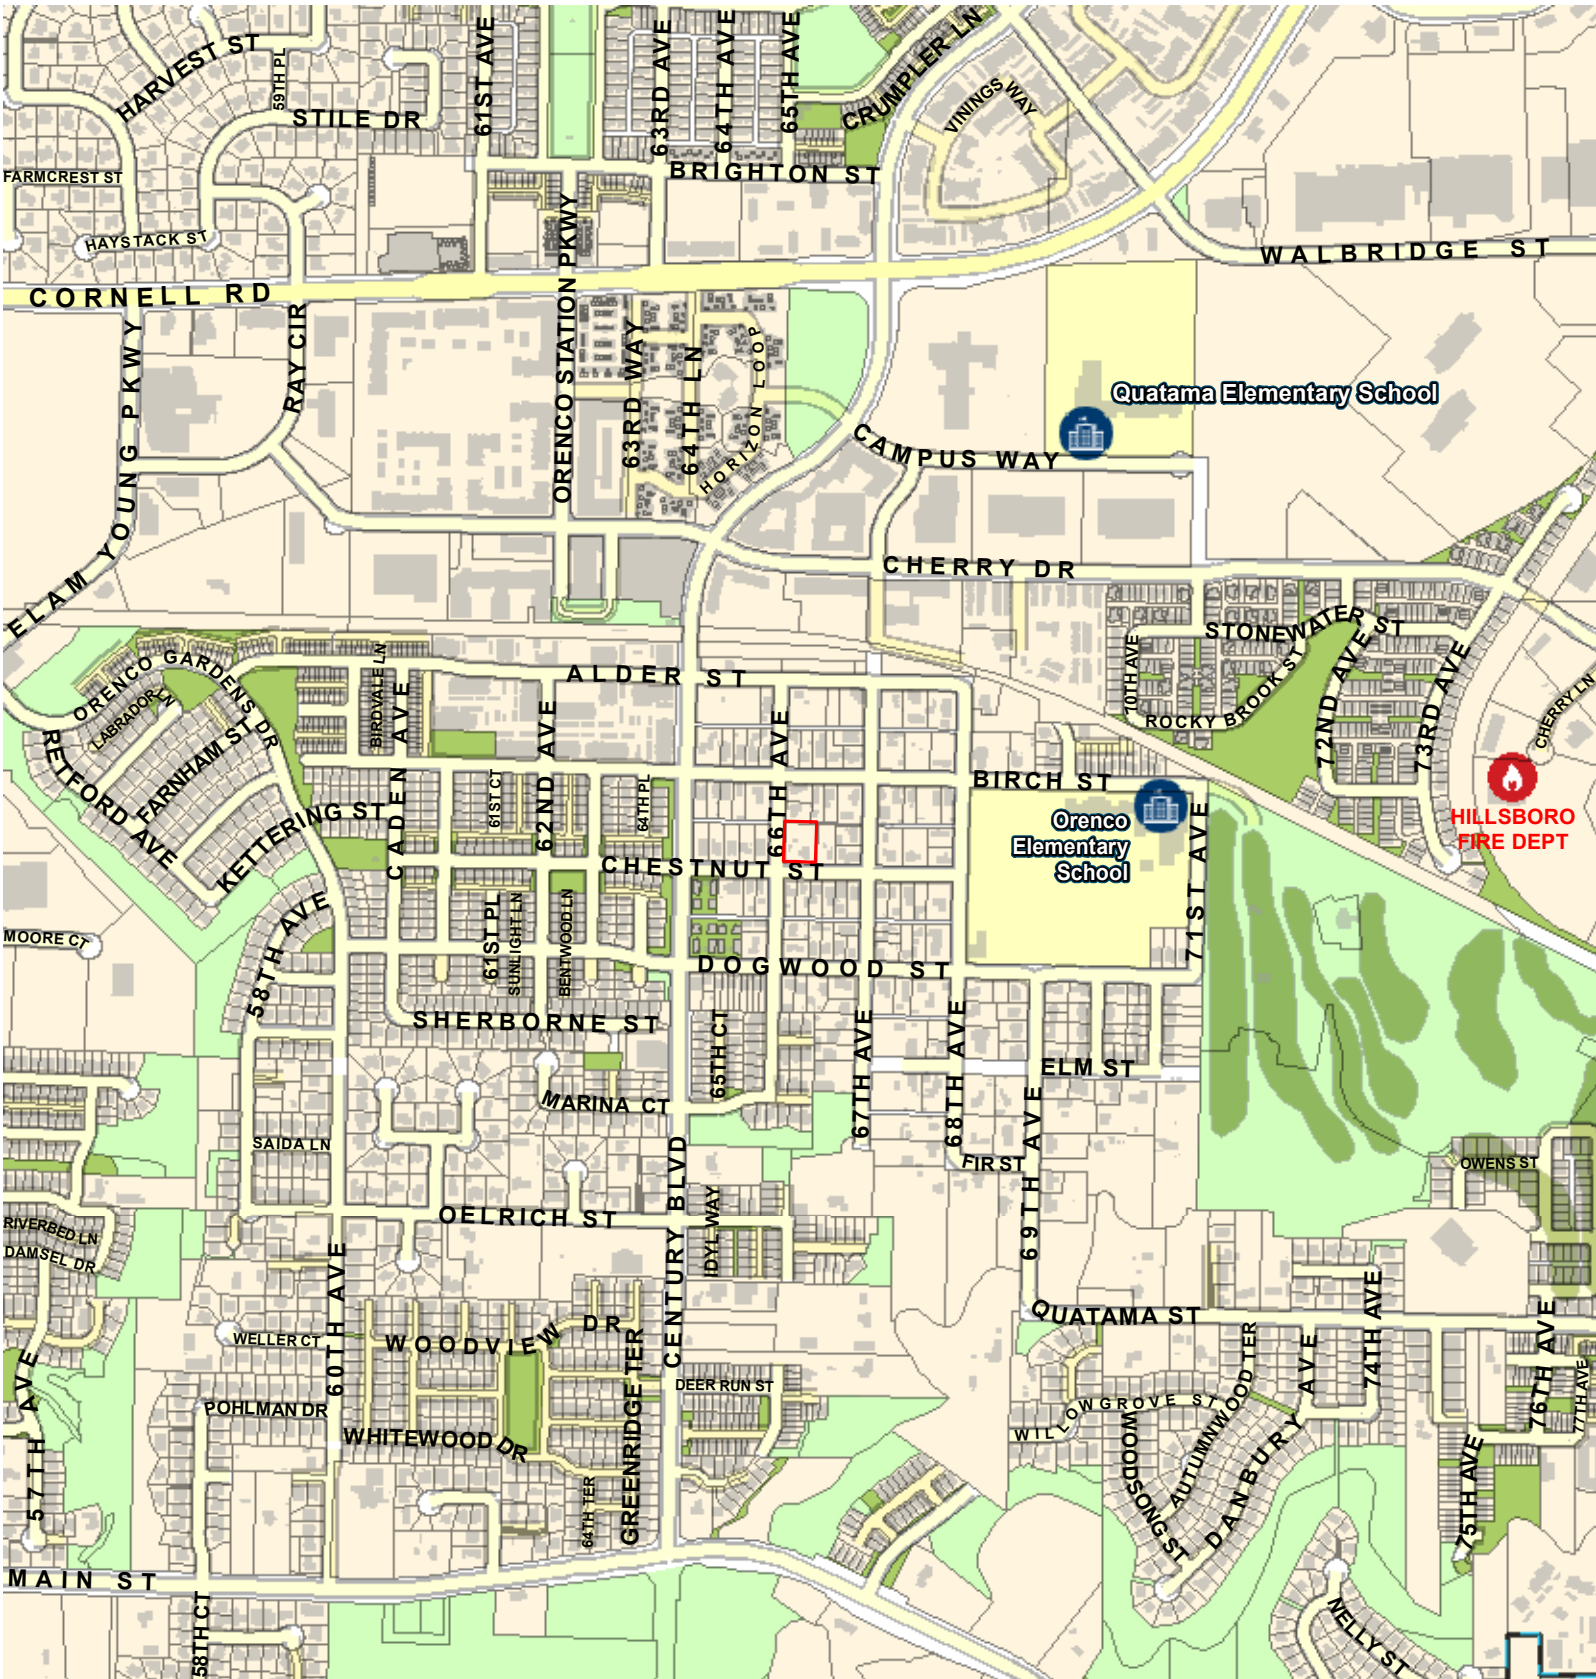 HARVEST ST
59TH PL
STILE DR
61ST AVE
63RD AVE
64TH AVE
65TH AVE
CRUMPLER LN
VININGS WAY
BRIGHTON ST
FARMCREST ST
HAYSTACK ST
WALBRIDGE ST
CORNELL RD
ORENCO STATION PKWY
ELAM YOUNG PKWY
RAY CIR
63RD WAY
64TH LN
HORIZON LOOP
Quatama Elementary School
CAMPUS WAY
CHERRY DR
STONEWATER ST
10TH AVE
ROCKY BROOK ST
72ND AVE
73RD AVE
CHERRY LN
ORENCO GARDENS DR
LABRADOR LN
BIRDVALE LN
ALDER ST
RETFORD AVE
FARNHAM ST
KETTERING ST
CADEN AVE
61ST CT
62ND AVE
64TH PL
66TH AVE
BIRCH ST
Orenco
Elementary
School
71ST AVE
HILLSBORO
FIRE DEPT
CHESTNUT ST
58TH AVE
MOORE CT
61ST PL
SUNLIGHT LN
BENTWOOD LN
DOGWOOD ST
SHERBORNE ST
65TH CT
67TH AVE
68TH AVE
69TH AVE
ELM ST
MARINA CT
SAIDA LN
FIR ST
OWENS ST
CENTURY BLVD
OELRICH ST
IDYL WAY
RIVERBED LN
DAMSEL DR
60TH AVE
WOODVIEW DR
WELLER CT
GREENRIDGE TER
QUATAMA ST
74TH AVE
76TH AVE
77TH AVE
57TH AVE
DEER RUN ST
POHLMAN DR
WHITEWOOD DR
WILLOWGROVE ST
WOODSONG ST
AUTUMNWOOD TER
DANBURY AVE
75TH AVE
64TH TER
MAIN ST
58TH CT
NELLY ST